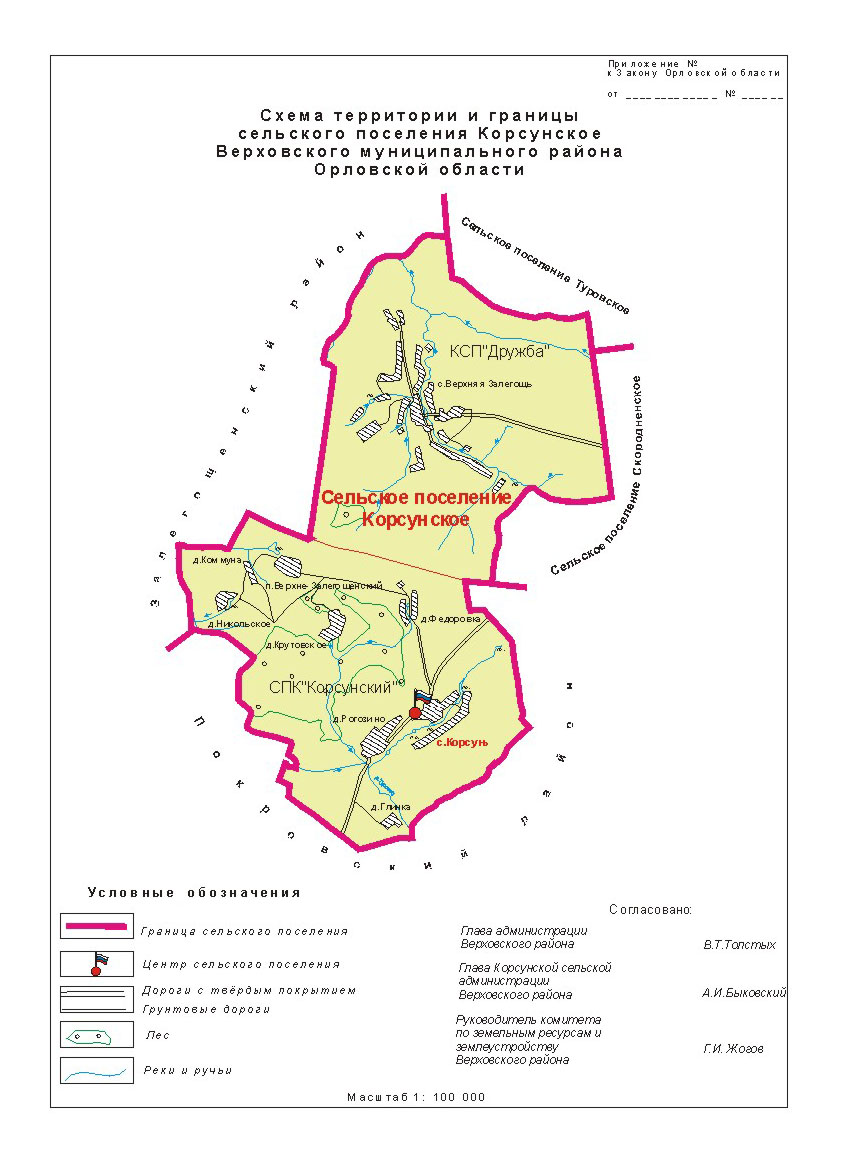 Приложение №
к Закону Орловской области
от _____________ № ______
Схема территории и границы
сельского поселения Корсунское
Верховского муниципального района
Орловской области
Залегощенский район
Сельское поселение Туровское
КСП"Дружба"
с.Верхняя Залегощь
Сельское поселение Скородненское
Сельское поселение
Корсунское
д.Коммуна
п.Верхне-Залегощенский
д.Никольское
д.Федоровка
д.Крутовское
СПК"Корсунский"
д.Рогозино
с.Корсунь
д.Глинка
Покровский район
Условные обозначения
Граница сельского поселения
Центр сельского поселения
Дороги с твёрдым покрытием
Грунтовые дороги
Лес
Реки и ручьи
Согласовано:
Глава администрации
Верховского района В.Т.Толстых
Глава Корсунской сельской
администрации
Верховского района А.И.Быковский
Руководитель комитета
по земельным ресурсам и
землеустройству Г.И.Жогов
Верховского района
Масштаб 1: 100 000